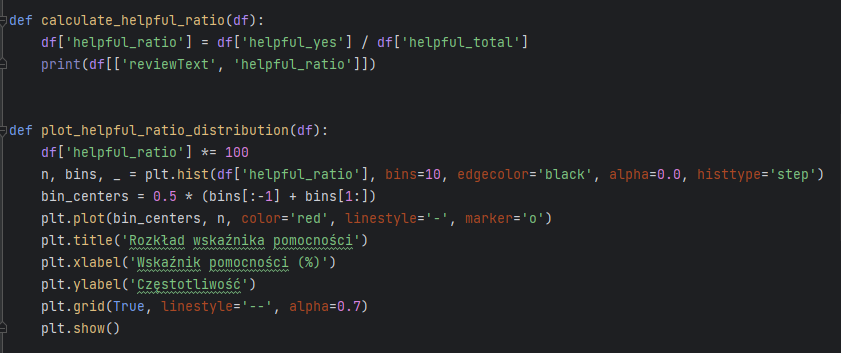 def calculate_helpful_ratio(df):
    df['helpful_ratio'] = df['helpful_yes'] / df['helpful_total']
    print(df[['reviewText', 'helpful_ratio']])
def plot_helpful_ratio_distribution(df):
    df['helpful_ratio'] *= 100
    n, bins, _ = plt.hist(df['helpful_ratio'], bins=10, edgecolor='black', alpha=0.0, histtype='step')
    bin_centers = 0.5 * (bins[:-1] + bins[1:])
    plt.plot(bin_centers, n, color='red', linestyle='-', marker='o')
    plt.title('Rozkład wskaźnika pomocności')
    plt.xlabel('Wskaźnik pomocności (%)')
    plt.ylabel('Częstotliwość')
    plt.grid(True, linestyle='--', alpha=0.7)
    plt.show()